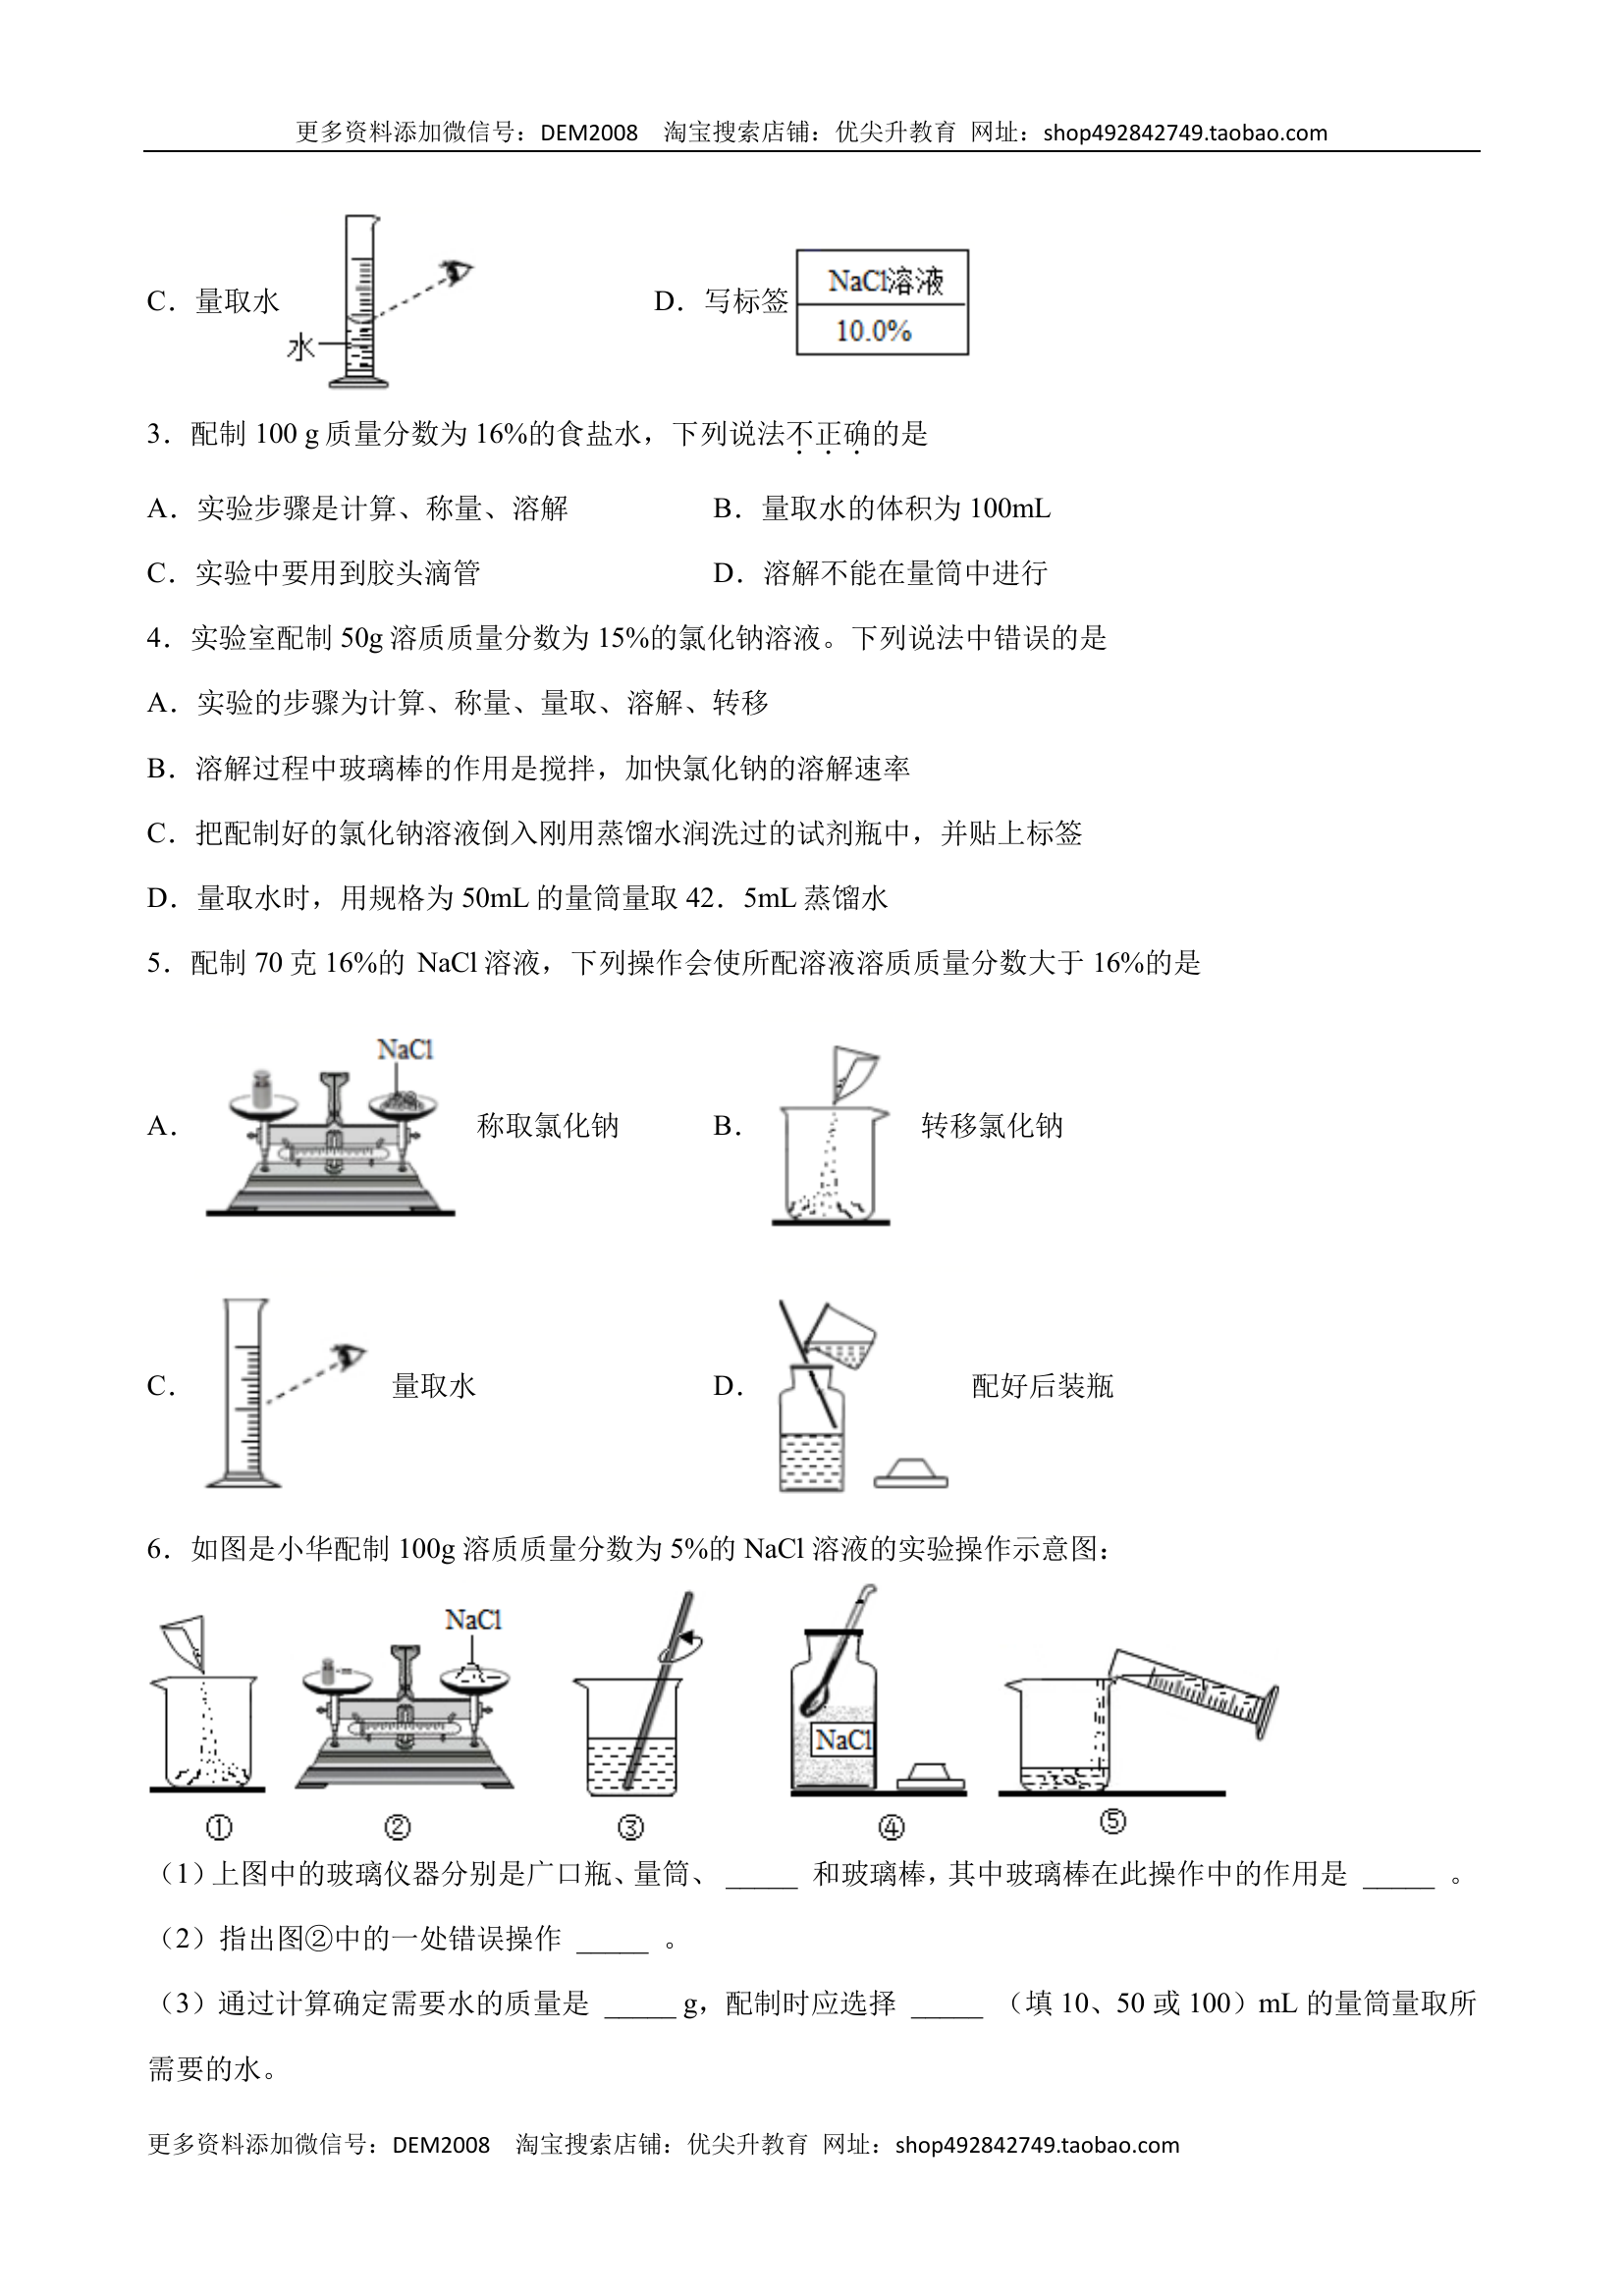 更多资料添加微信号：DEM2008 淘宝搜索店铺：优尖升教育 网址：shop492842749.taobao.com
C．量取水 水 D．写标签 NaCl溶液 10.0%
3．配制 100 g 质量分数为 16%的食盐水，下列说法不正确的是
A．实验步骤是计算、称量、溶解 B．量取水的体积为 100mL
C．实验中要用到胶头滴管 D．溶解不能在量筒中进行
4．实验室配制 50g 溶质质量分数为 15%的氯化钠溶液。下列说法中错误的是
A．实验的步骤为计算、称量、量取、溶解、转移
B．溶解过程中玻璃棒的作用是搅拌，加快氯化钠的溶解速率
C．把配制好的氯化钠溶液倒入刚用蒸馏水润洗过的试剂瓶中，并贴上标签
D．量取水时，用规格为 50mL 的量筒量取 42．5mL 蒸馏水
5．配制 70 克 16%的 NaCl 溶液，下列操作会使所配溶液溶质质量分数大于 16%的是
NaCl
A． 称取氯化钠 B． 转移氯化钠
C． 量取水 D． 配好后装瓶
6．如图是小华配制 100g 溶质质量分数为 5%的 NaCl 溶液的实验操作示意图：
NaCl
NaCl
① ② ③ ④ ⑤
（1）上图中的玻璃仪器分别是广口瓶、量筒、 _____ 和玻璃棒，其中玻璃棒在此操作中的作用是 _____ 。
（2）指出图②中的一处错误操作 _____ 。
（3）通过计算确定需要水的质量是 _____ g，配制时应选择 _____ （填 10、50 或 100）mL 的量筒量取所
需要的水。
更多资料添加微信号：DEM2008 淘宝搜索店铺：优尖升教育 网址：shop492842749.taobao.com